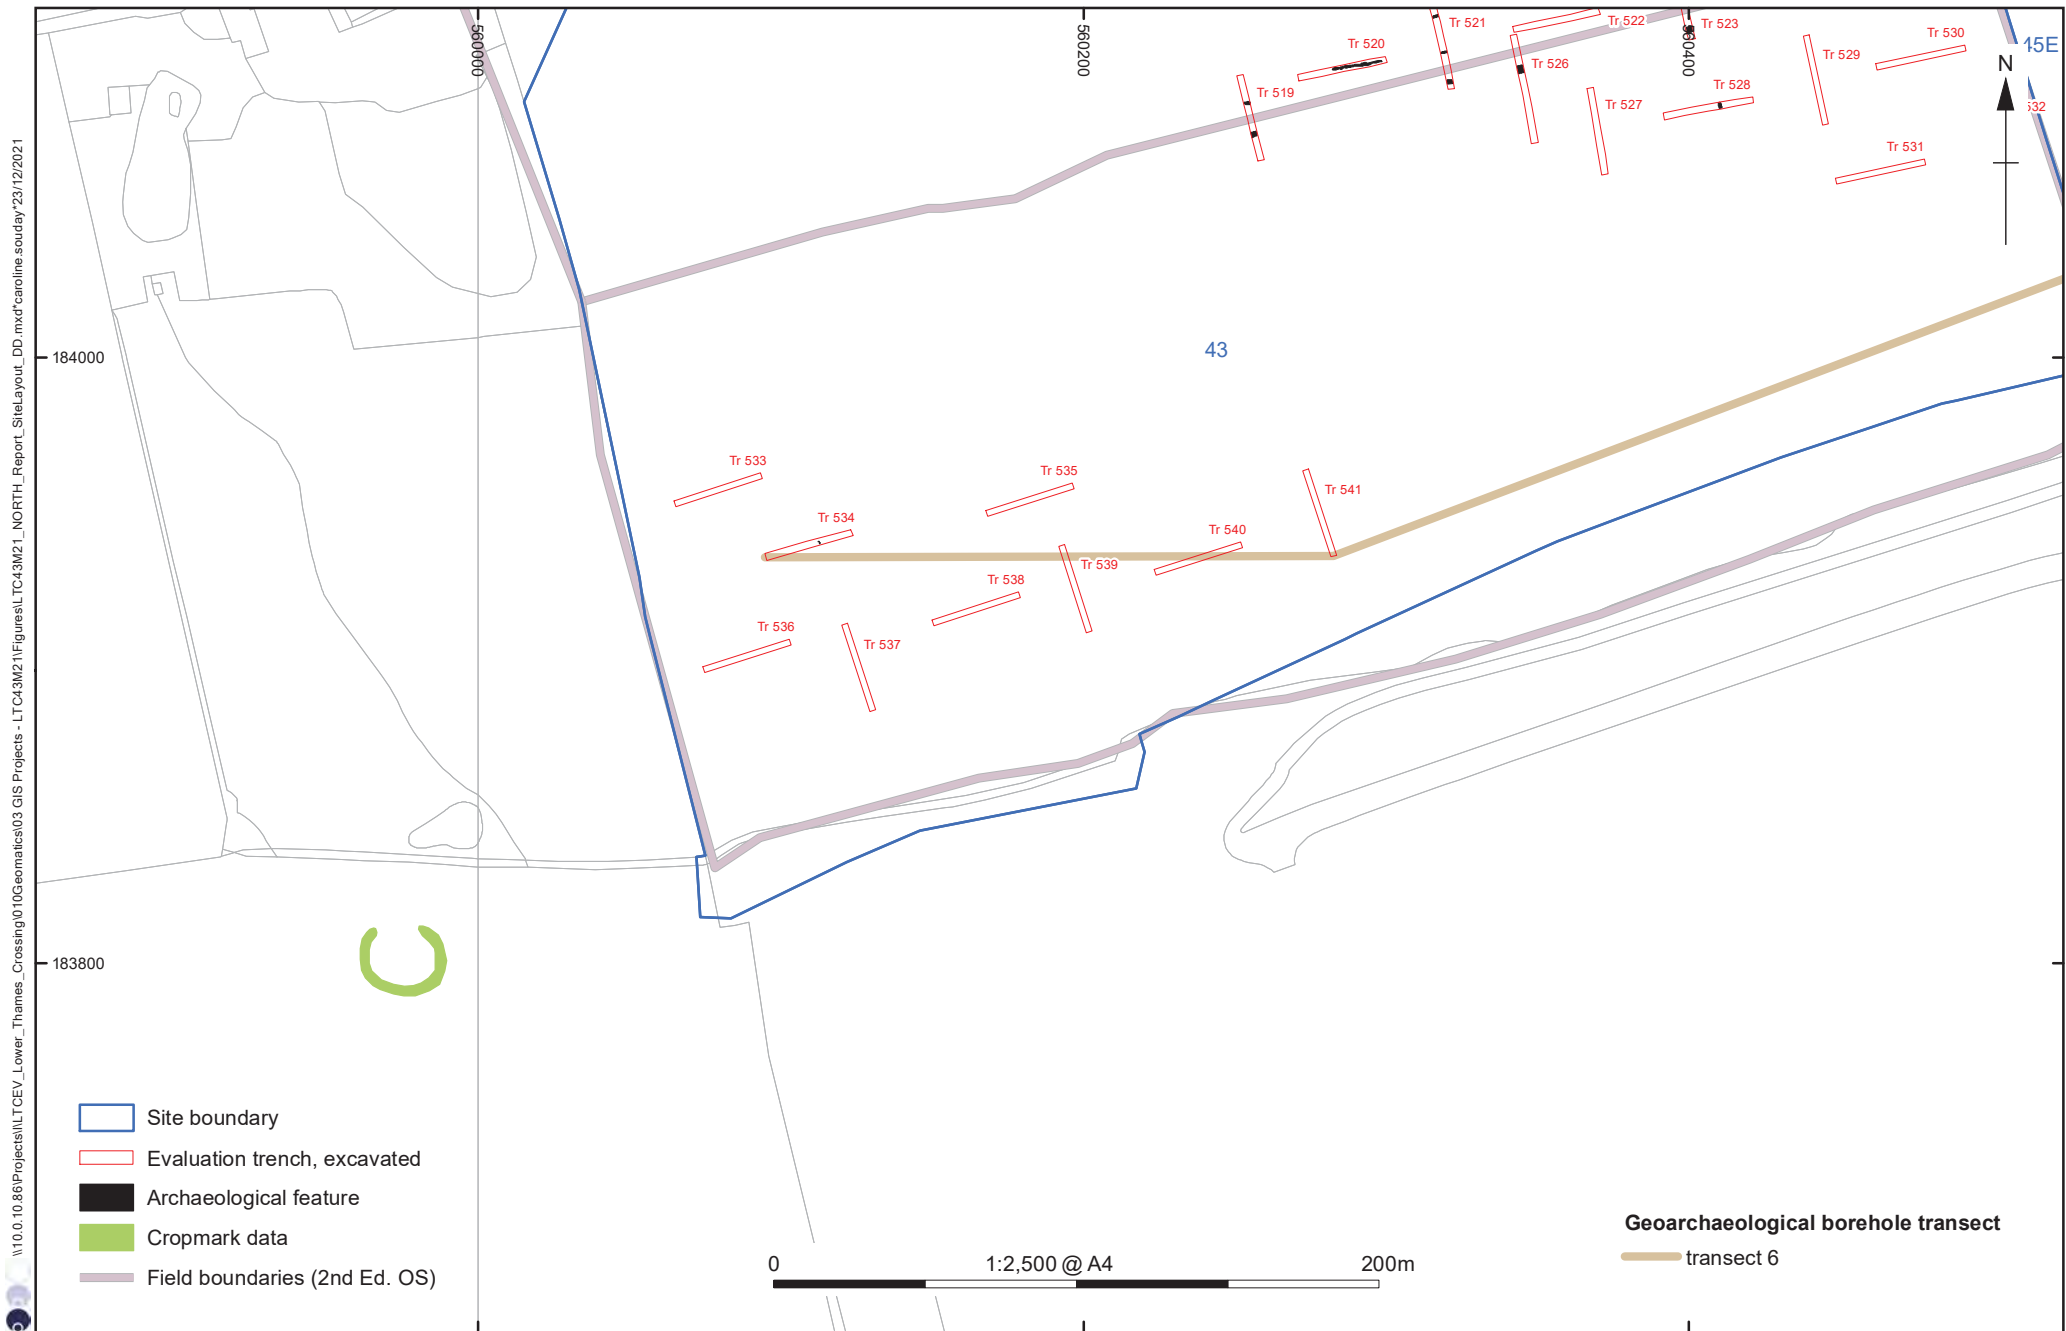 \\10.0.10.86\Projects\l\LTCEV_Lower_Thames_Crossing\010Geomatics\03 GIS Projects - LTC43M21\Figures\LTC43M21_NORTH_Report_SiteLayout_DD.mxd*caroline.souday*23/12/2021
560000
560200
560400
Tr 519
Tr 520
Tr 521
Tr 522
Tr 523
Tr 526
Tr 527
Tr 528
Tr 529
Tr 530
Tr 531
532
45E
N
184000
43
Tr 533
Tr 534
Tr 535
Tr 536
Tr 537
Tr 538
Tr 539
Tr 540
Tr 541
183800
Site boundary
Evaluation trench, excavated
Archaeological feature
Cropmark data
Field boundaries (2nd Ed. OS)
0 1:2,500 @ A4 200m
Geoarchaeological borehole transect
transect 6